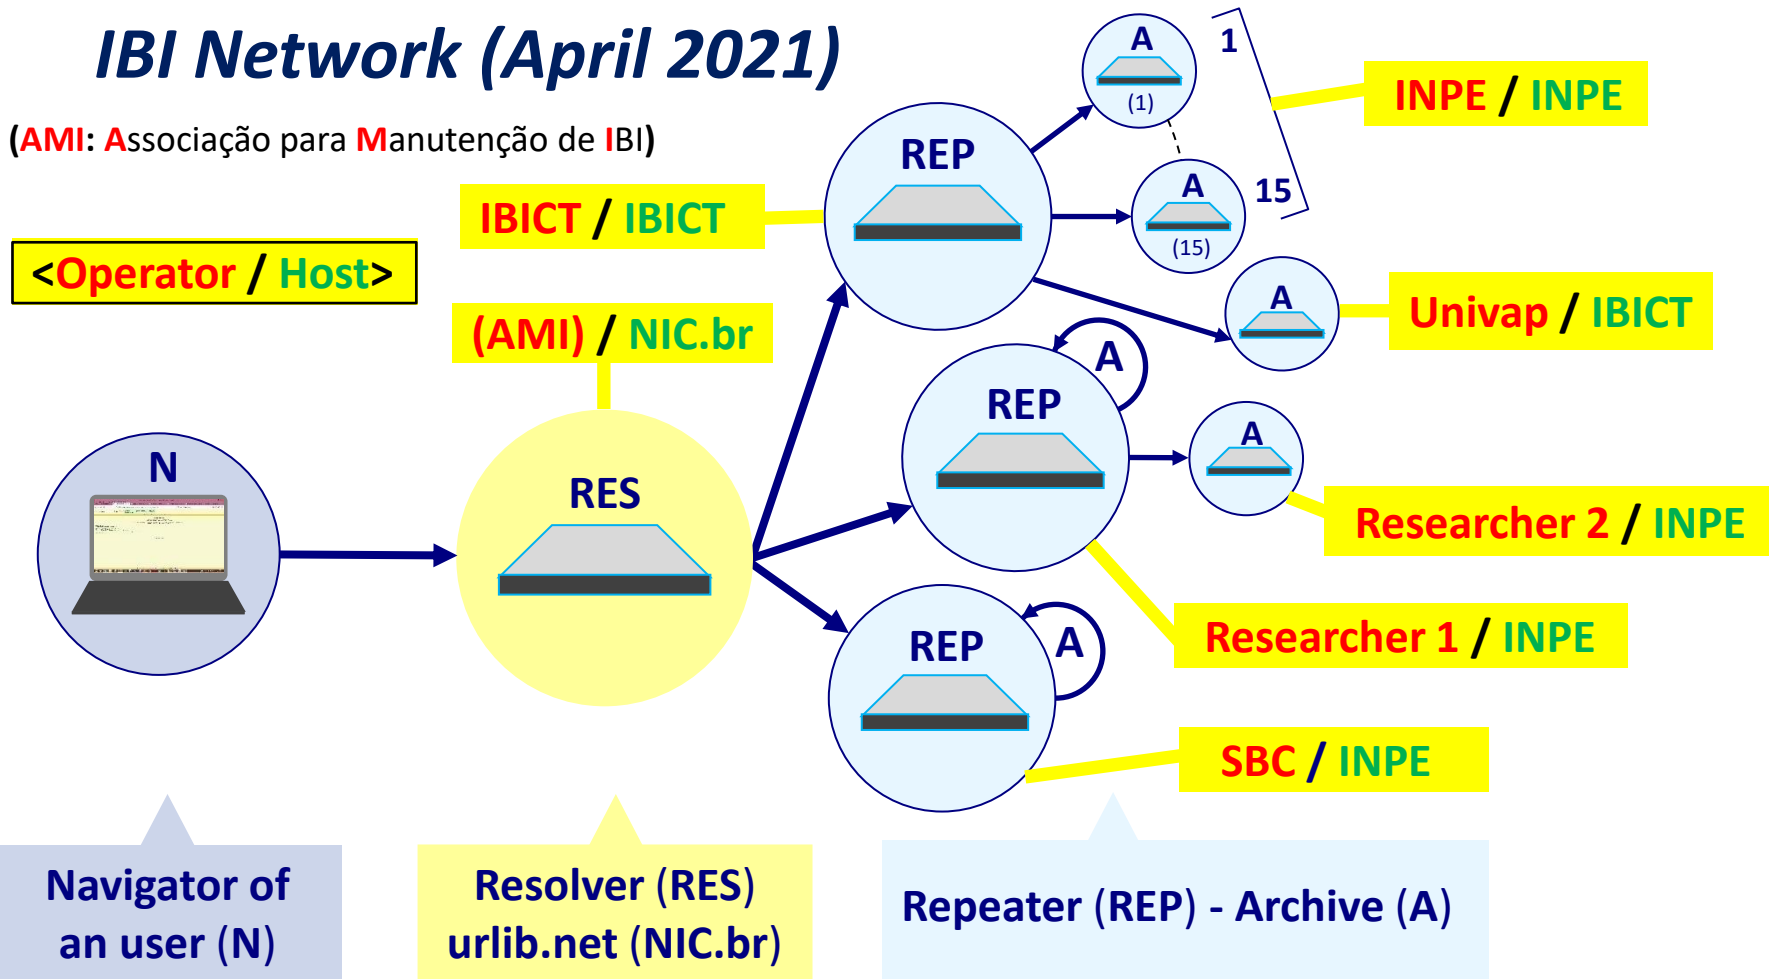 IBI Network (April 2021)
(AMI: Associação para Manutenção de IBI)
<Operator / Host>
IBICT / IBICT
(AMI) / NIC.br
N
RES
REP
A
(1)
1
A
(15)
15
INPE / INPE
A
Univap / IBICT
REP
A
A
Researcher 2 / INPE
Researcher 1 / INPE
REP
A
SBC / INPE
Navigator of
an user (N)
Resolver (RES)
urlib.net (NIC.br)
Repeater (REP) - Archive (A)